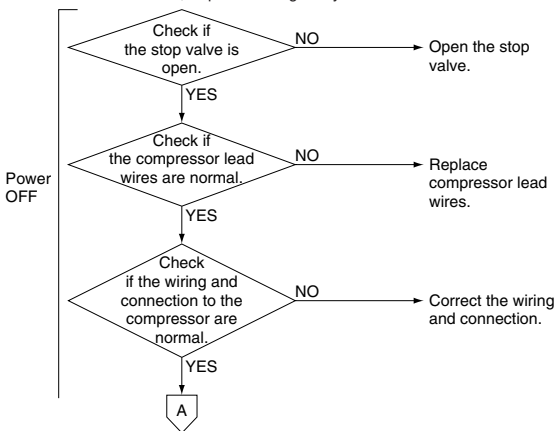 Check if
the stop valve is
open.
NO
Open the stop
valve.
YES
Check if
the compressor lead
wires are normal.
NO
Replace
compressor lead
wires.
Power
OFF
YES
Check
if the wiring and
connection to the
compressor are
normal.
NO
Correct the wiring
and connection.
YES
A